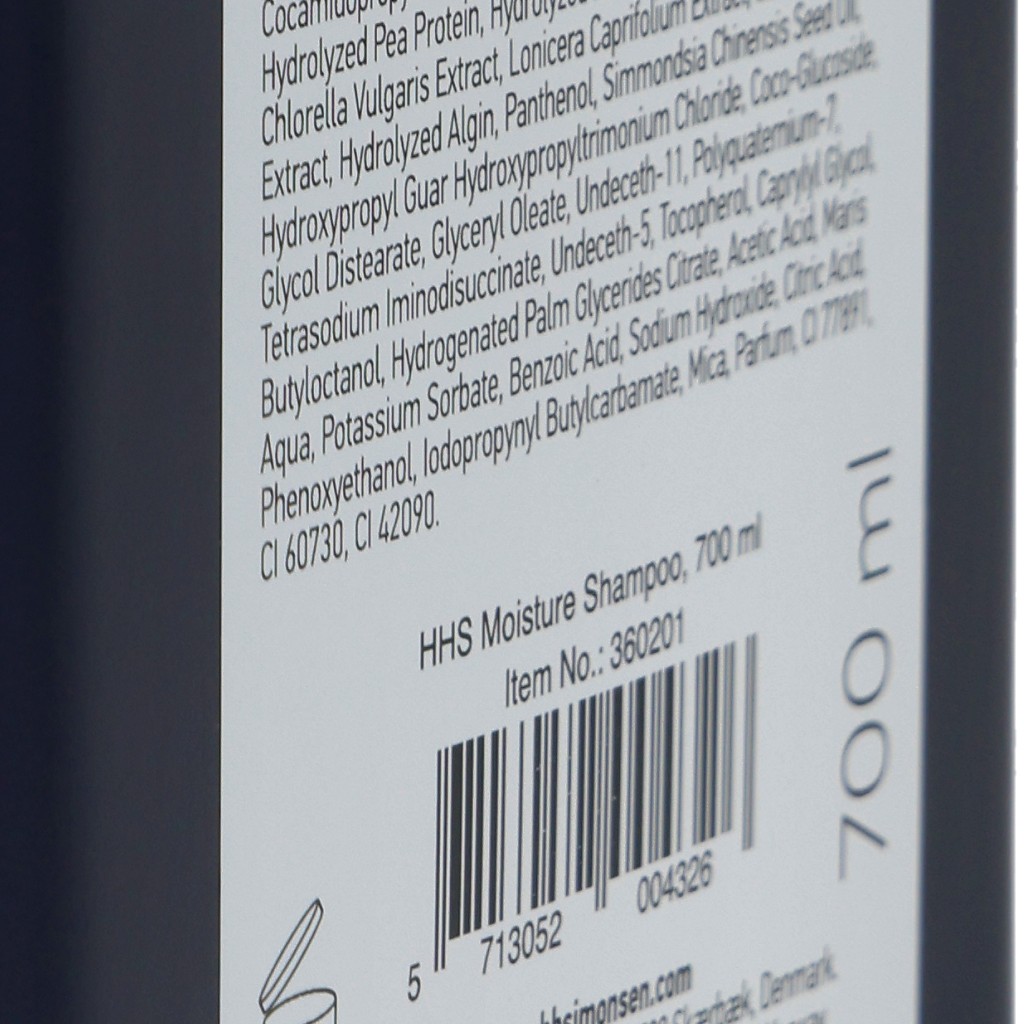 Hydrolyzed Pea Protein,
Chlorella Vulgaris Extract, Lonicera Caprifolium Extract,
Extract, Hydrolyzed Algin, Panthenol, Simmondsia Chinensis Seed Oil,
Hydroxypropyl Guar Hydroxypropyltrimonium Chloride, Coco-Glucoside,
Glycol Distearate, Glyceryl Oleate, Undeceth-11, Polyquaternium-7,
Tetrasodium Iminodisuccinate, Undeceth-5, Tocopherol, Caprylyl Glycol,
Butyloctanol, Hydrogenated Palm Glycerides Citrate, Acetic Acid, Maris
Aqua, Potassium Sorbate, Benzoic Acid, Sodium Hydroxide, Citric Acid,
Phenoxyethanol, Iodopropynyl Butylcarbamate, Mica, Parfum, CI 77891,
CI 60730, CI 42090.
HHS Moisture Shampoo, 700 ml
Item No.: 360201
5 713052 004326
700 ml
hhsimonsen.com
Skærbæk, Denmark.